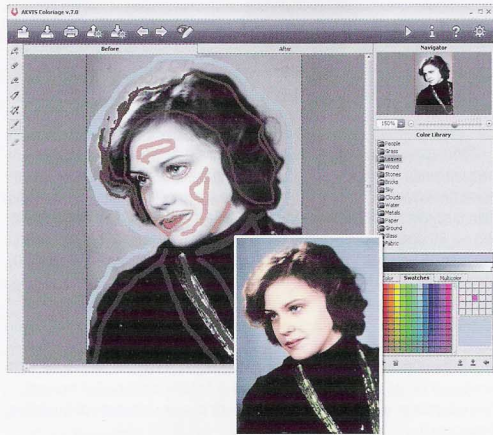 AKVIS Coloriage v.7.0
Before
After
Navigator
150%
Color Library
People
Grass
Leaves
Wood
Stones
Bricks
Sky
Clouds
Water
Metals
Paper
Ground
Glass
Fabric
Swatches
Multicolor